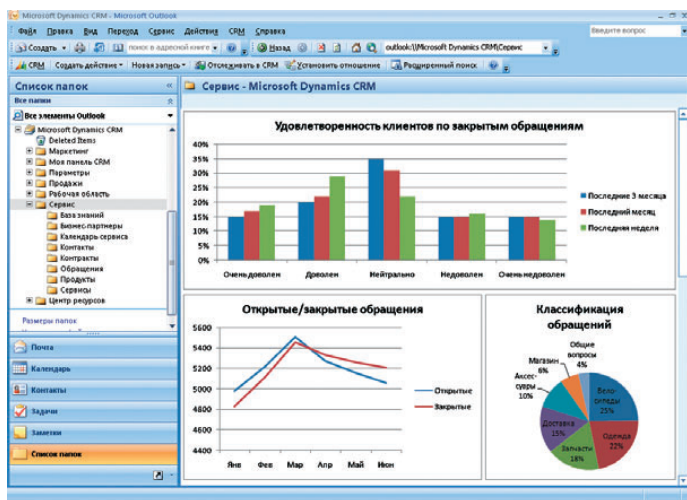 Microsoft Dynamics CRM - Microsoft Outlook
Файл Правка Вид Переход Сервис Действия CRM Справка
Введите вопрос
Создать поиск в адресной книге Назад outlook:\\Microsoft Dynamics CRM\Сервис
CRM Создать действие Новая запись Отслеживать в CRM Установить отношение Расширенный поиск
Список папок
Все папки
Все элементы Outlook
Microsoft Dynamics CRM
Deleted Items
Маркетинг
Моя панель CRM
Параметры
Продажи
Рабочая область
Сервис
База знаний
Бизнес-партнеры
Календарь сервиса
Контакты
Контракты
Обращения
Продукты
Сервисы
Центр ресурсов
Размеры папок
Почта
Календарь
Контакты
Задачи
Заметки
Список папок
Сервис - Microsoft Dynamics CRM
Удовлетворенность клиентов по закрытым обращениям
40%
35%
30%
25%
20%
15%
10%
5%
0%
Очень доволен Доволен Нейтрально Недоволен Очень недоволен
Последние 3 месяца
Последний месяц
Последняя неделя
Открытые/закрытые обращения
5600
5400
5200
5000
4800
4600
4400
Янв Фев Мар Апр Май Июн
Открытые
Закрытые
Классификация
обращений
Общие
вопросы
4%
Магазин
6%
Аксес-
суары
10%
Доставка
15%
Запчасти
18%
Одежда
22%
Вело-
сипеды
25%